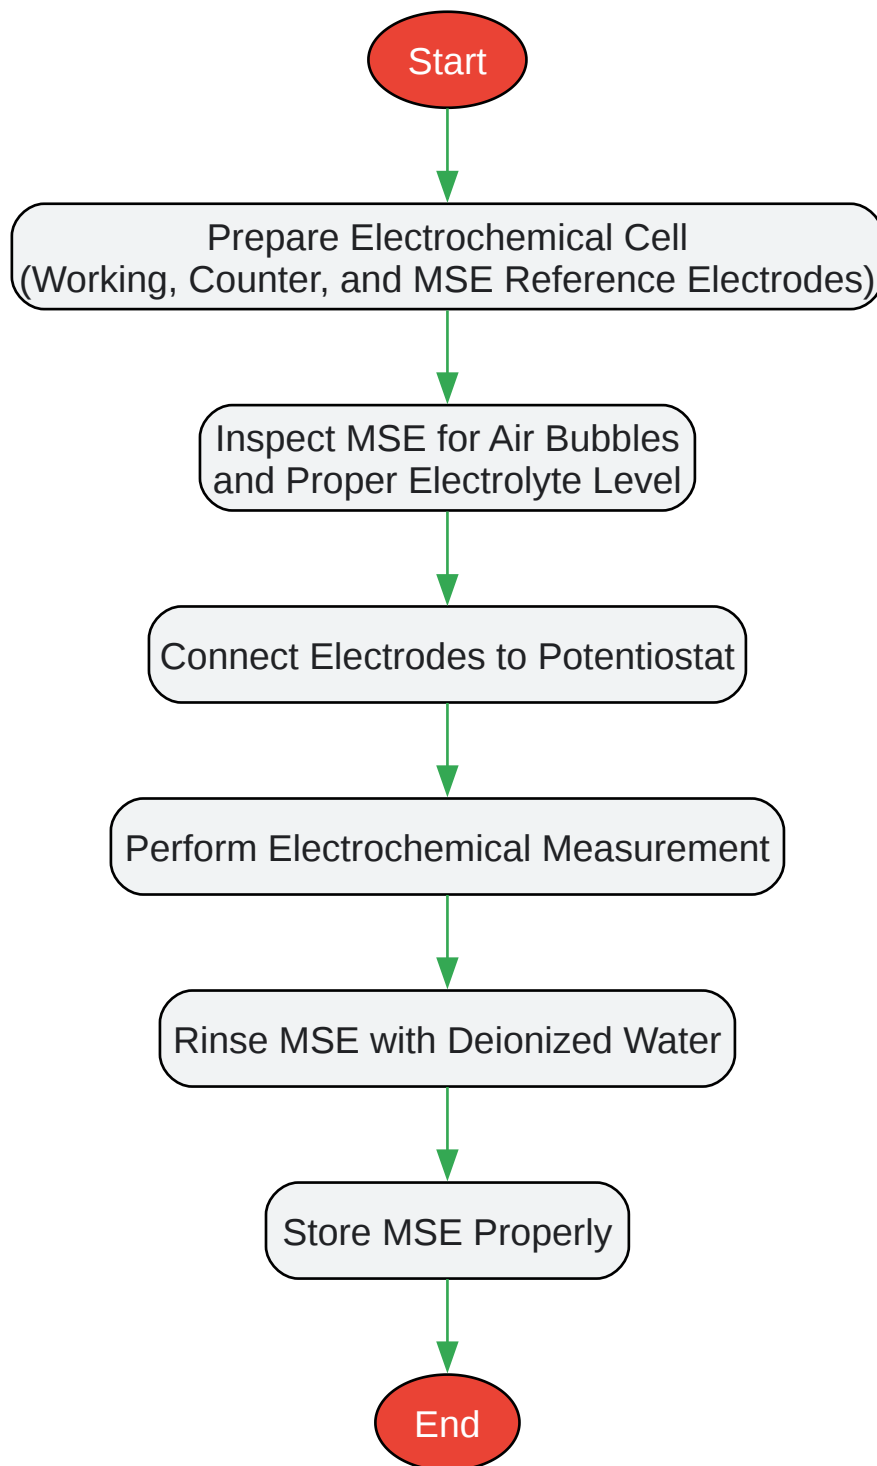 Start
Prepare Electrochemical Cell
(Working, Counter, and MSE Reference Electrodes)
Inspect MSE for Air Bubbles
and Proper Electrolyte Level
Connect Electrodes to Potentiostat
Perform Electrochemical Measurement
Rinse MSE with Deionized Water
Store MSE Properly
End